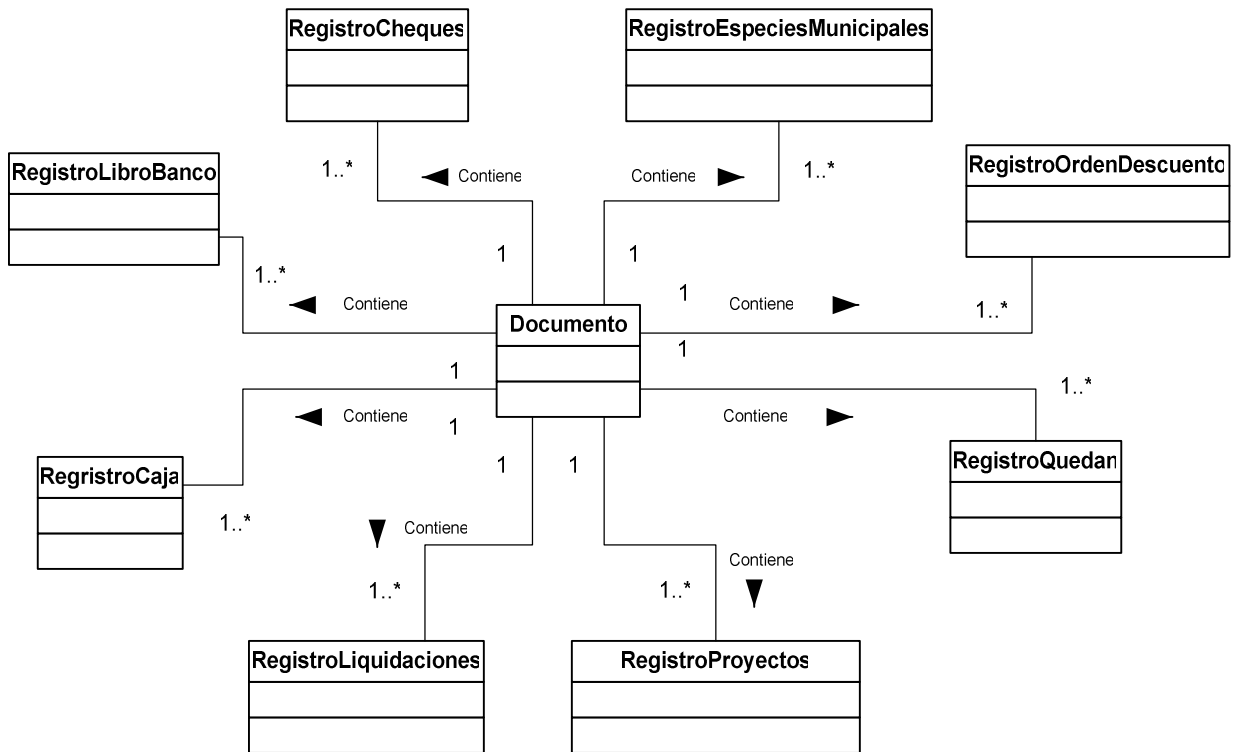 RegistroCheques
RegistroEspeciesMunicipales
RegistroLibroBanco
RegistroOrdenDescuento
1..*
Contiene
Contiene
1..*
1
1
1..*
Contiene
1
Contiene
1..*
Documento
1
1
1..*
Contiene
1
Contiene
RegristroCaja
1
1
RegistroQuedan
1..*
Contiene
Contiene
1..*
1..*
RegistroLiquidaciones
RegistroProyectos